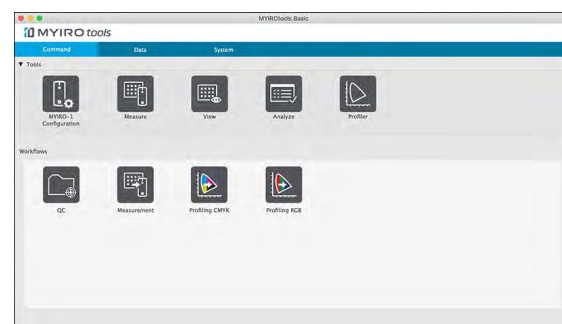 MYIROtools Basic
MYIRO tools
Command Data System
▼ Tools
MYIRO-1 Configuration Measure View Analyze Profiler
Workflows
QC Measurement Profiling CMYK Profiling RGB